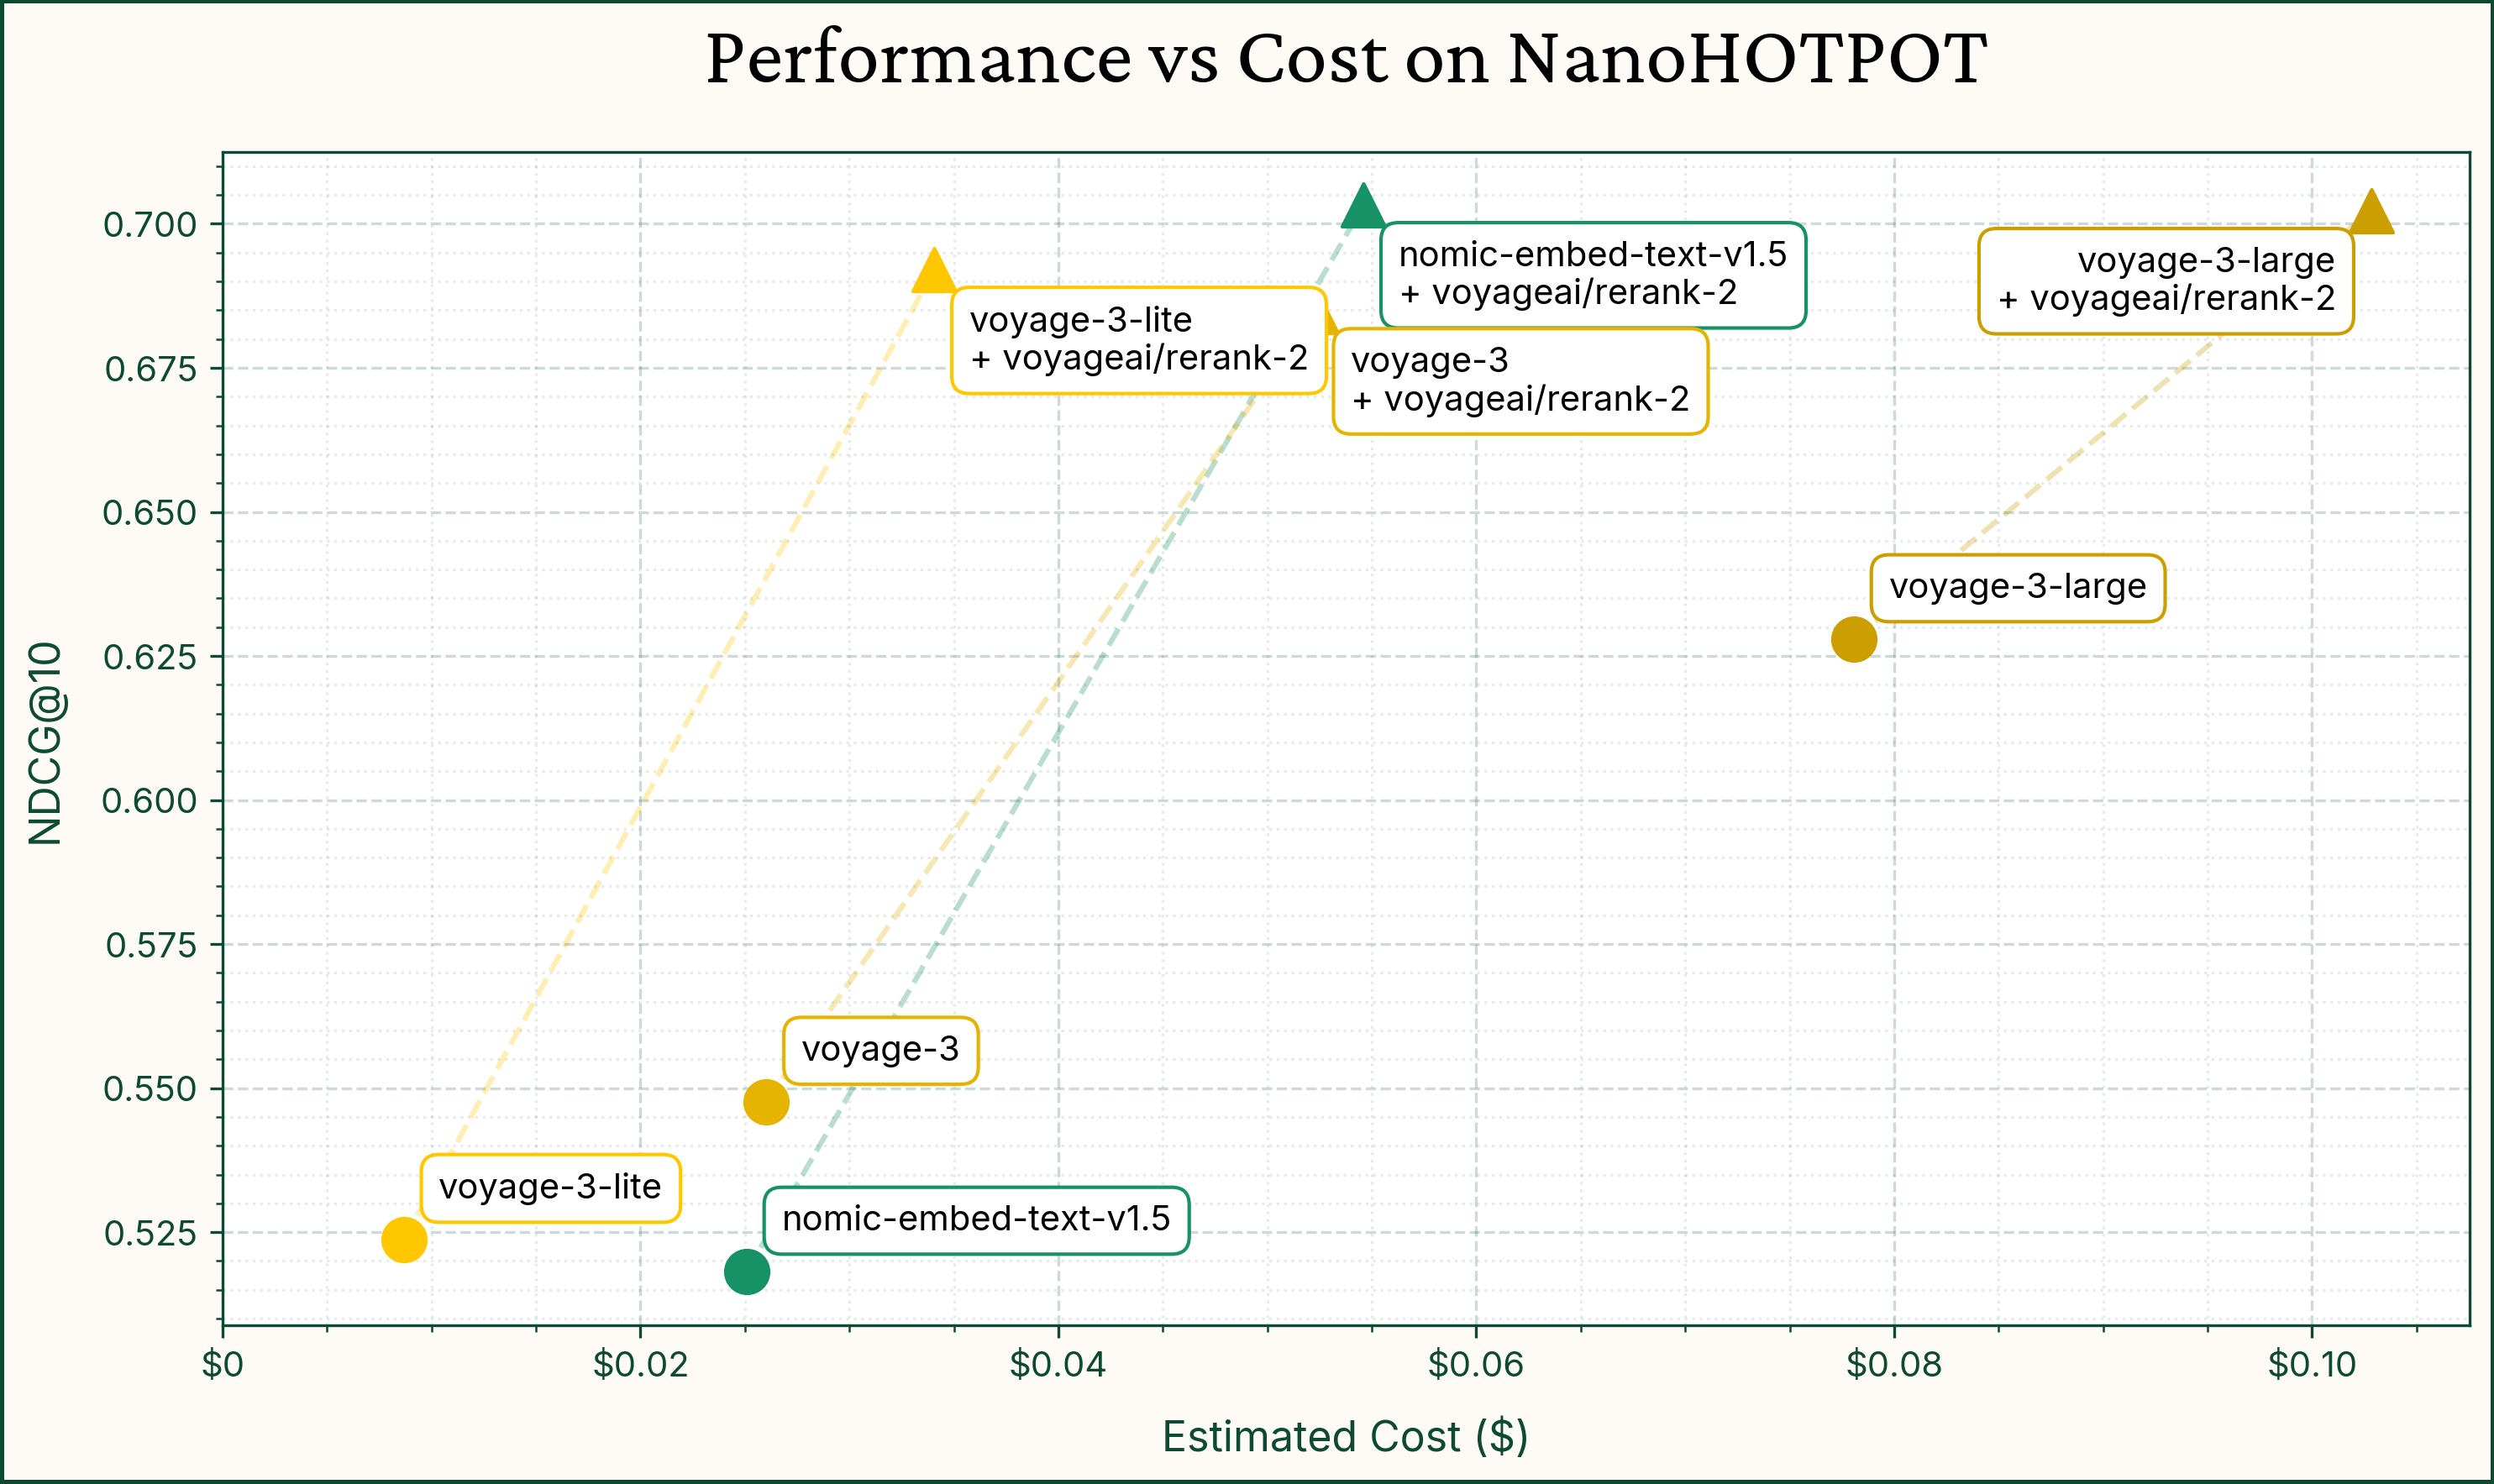 Performance vs Cost on NanoHOTPOT
NDCG@10
0.700
0.675
0.650
0.625
0.600
0.575
0.550
0.525
nomic-embed-text-v1.5
+ voyageai/rerank-2
voyage-3-large
+ voyageai/rerank-2
voyage-3-lite
+ voyageai/rerank-2
voyage-3
+ voyageai/rerank-2
voyage-3-large
voyage-3
voyage-3-lite
nomic-embed-text-v1.5
$0
$0.02
$0.04
$0.06
$0.08
$0.10
Estimated Cost ($)